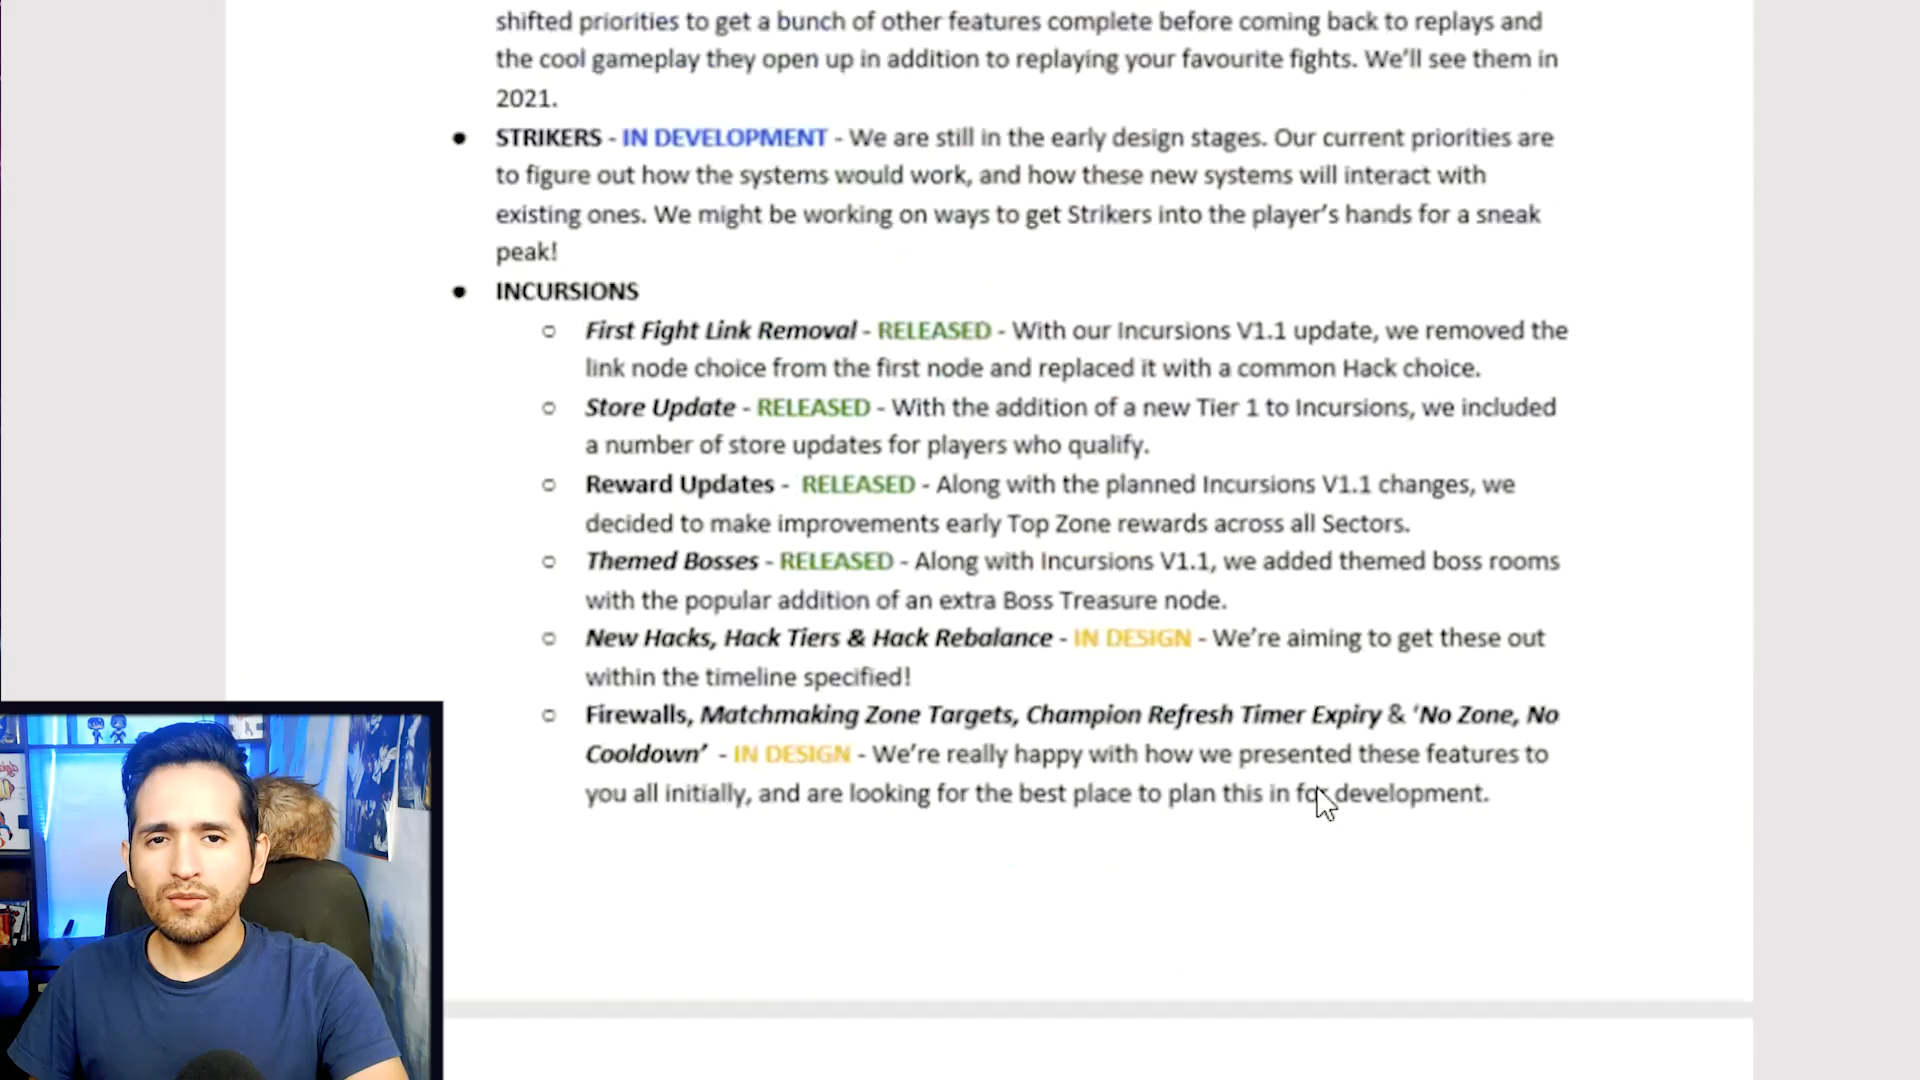 shifted priorities to get a bunch of other features complete before coming back to replays and
the cool gameplay they open up in addition to replaying your favourite fights. We'll see them in
2021.
● STRIKERS - IN DEVELOPMENT - We are still in the early design stages. Our current priorities are
to figure out how the systems would work, and how these new systems will interact with
existing ones. We might be working on ways to get Strikers into the player's hands for a sneak
peak!
● INCURSIONS
○ First Fight Link Removal - RELEASED - With our Incursions V1.1 update, we removed the
link node choice from the first node and replaced it with a common Hack choice.
○ Store Update - RELEASED - With the addition of a new Tier 1 to Incursions, we included
a number of store updates for players who qualify.
○ Reward Updates - RELEASED - Along with the planned Incursions V1.1 changes, we
decided to make improvements early Top Zone rewards across all Sectors.
○ Themed Bosses - RELEASED - Along with Incursions V1.1, we added themed boss rooms
with the popular addition of an extra Boss Treasure node.
○ New Hacks, Hack Tiers & Hack Rebalance - IN DESIGN - We're aiming to get these out
within the timeline specified!
○ Firewalls, Matchmaking Zone Targets, Champion Refresh Timer Expiry & 'No Zone, No
Cooldown' - IN DESIGN - We're really happy with how we presented these features to
you all initially, and are looking for the best place to plan this in for development.